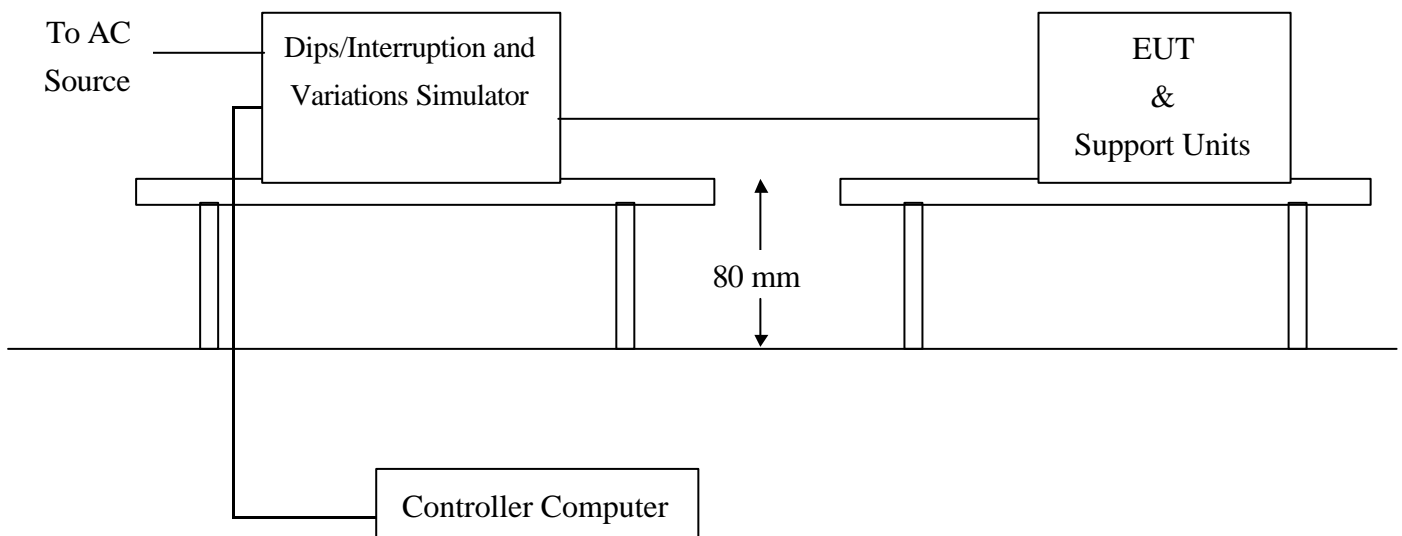 To AC
Source
Dips/Interruption and
Variations Simulator
EUT
&
Support Units
80 mm
Controller Computer